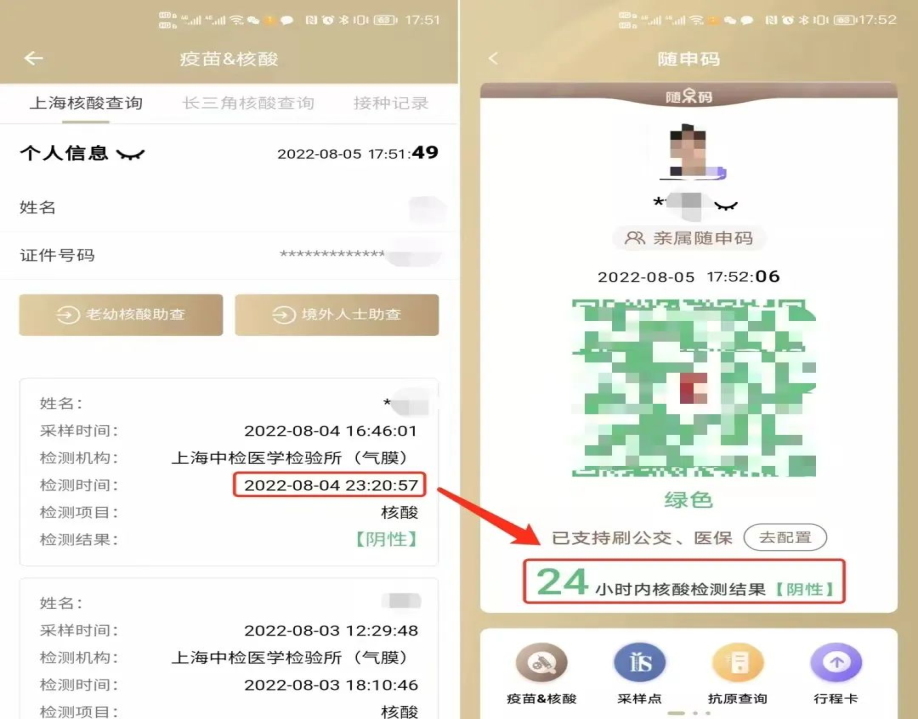 17:51
疫苗&核酸
上海核酸查询 长三角核酸查询 接种记录
个人信息 2022-08-05 17:51:49
姓名
证件号码 *************
老幼核酸助查 境外人士助查
姓名: *
采样时间: 2022-08-04 16:46:01
检测机构: 上海中检医学检验所（气膜）
检测时间: 2022-08-04 23:20:57
检测项目: 核酸
检测结果: 【阴性】
姓名:
采样时间: 2022-08-03 12:29:48
检测机构: 上海中检医学检验所（气膜）
检测时间: 2022-08-03 18:10:46
检测项目: 核酸
17:52
随申码
随申码
*
亲属随申码
2022-08-05 17:52:06
绿色
已支持刷公交、医保 去配置
24小时内核酸检测结果【阴性】
疫苗&核酸 采样点 抗原查询 行程卡